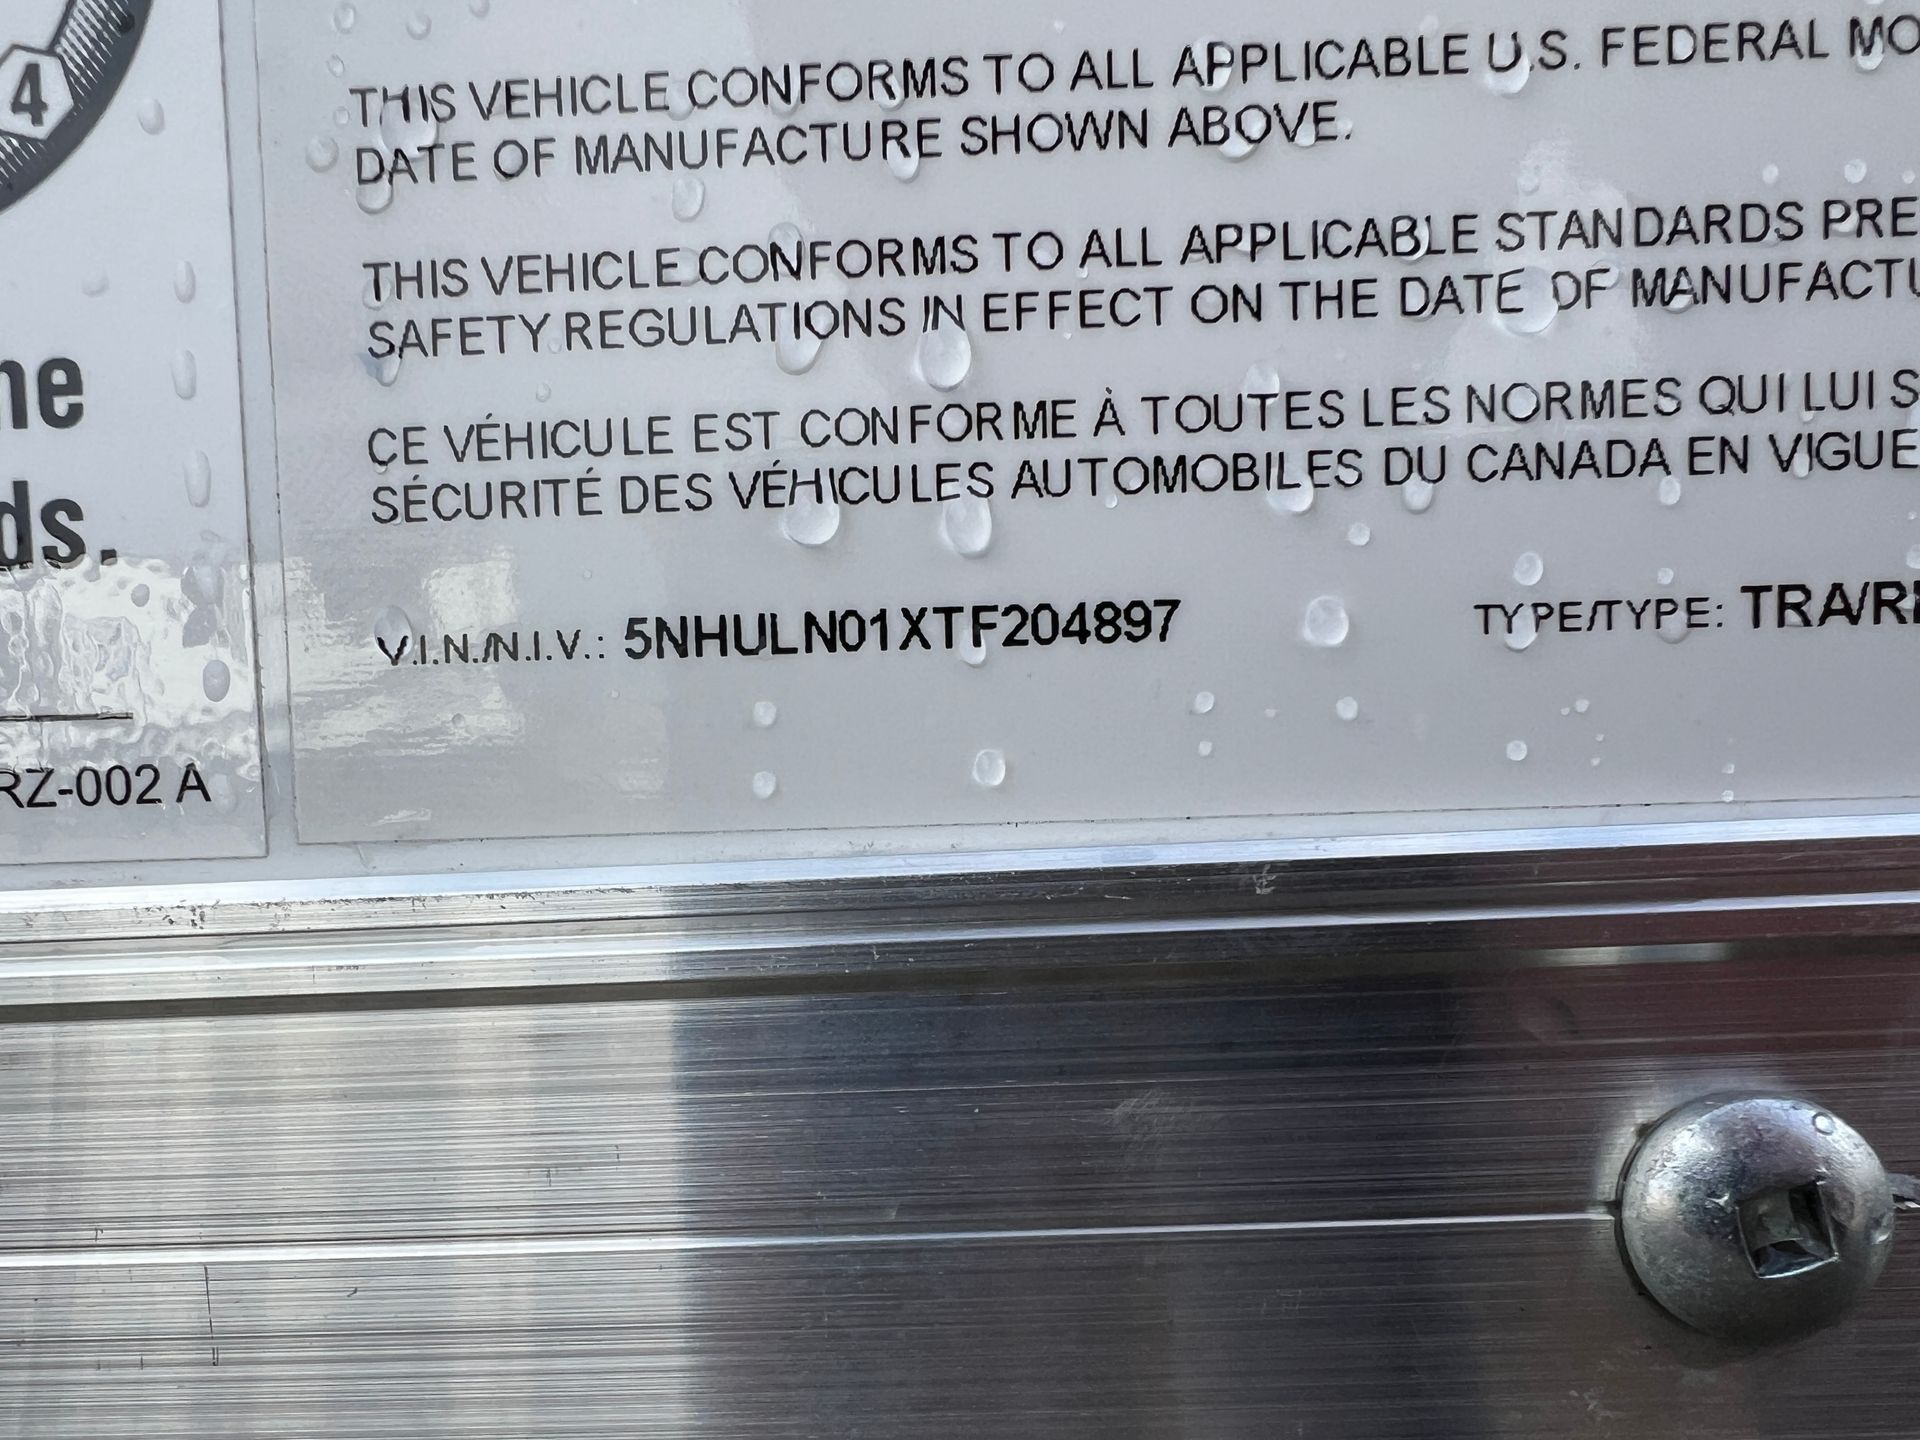 4
THIS VEHICLE CONFORMS TO ALL APPLICABLE U.S. FEDERAL MO
DATE OF MANUFACTURE SHOWN ABOVE.
THIS VEHICLE CONFORMS TO ALL APPLICABLE STANDARDS PRE
SAFETY REGULATIONS IN EFFECT ON THE DATE OF MANUFACTU
CE VÉHICULE EST CONFORME À TOUTES LES NORMES QUI LUI S
SÉCURITÉ DES VÉHICULES AUTOMOBILES DU CANADA EN VIGUE
V.I.N./N.I.V.: 5NHULN01XTF204897 TYPE/TYPE: TRA/RE
ne
ds.
RZ-002 A